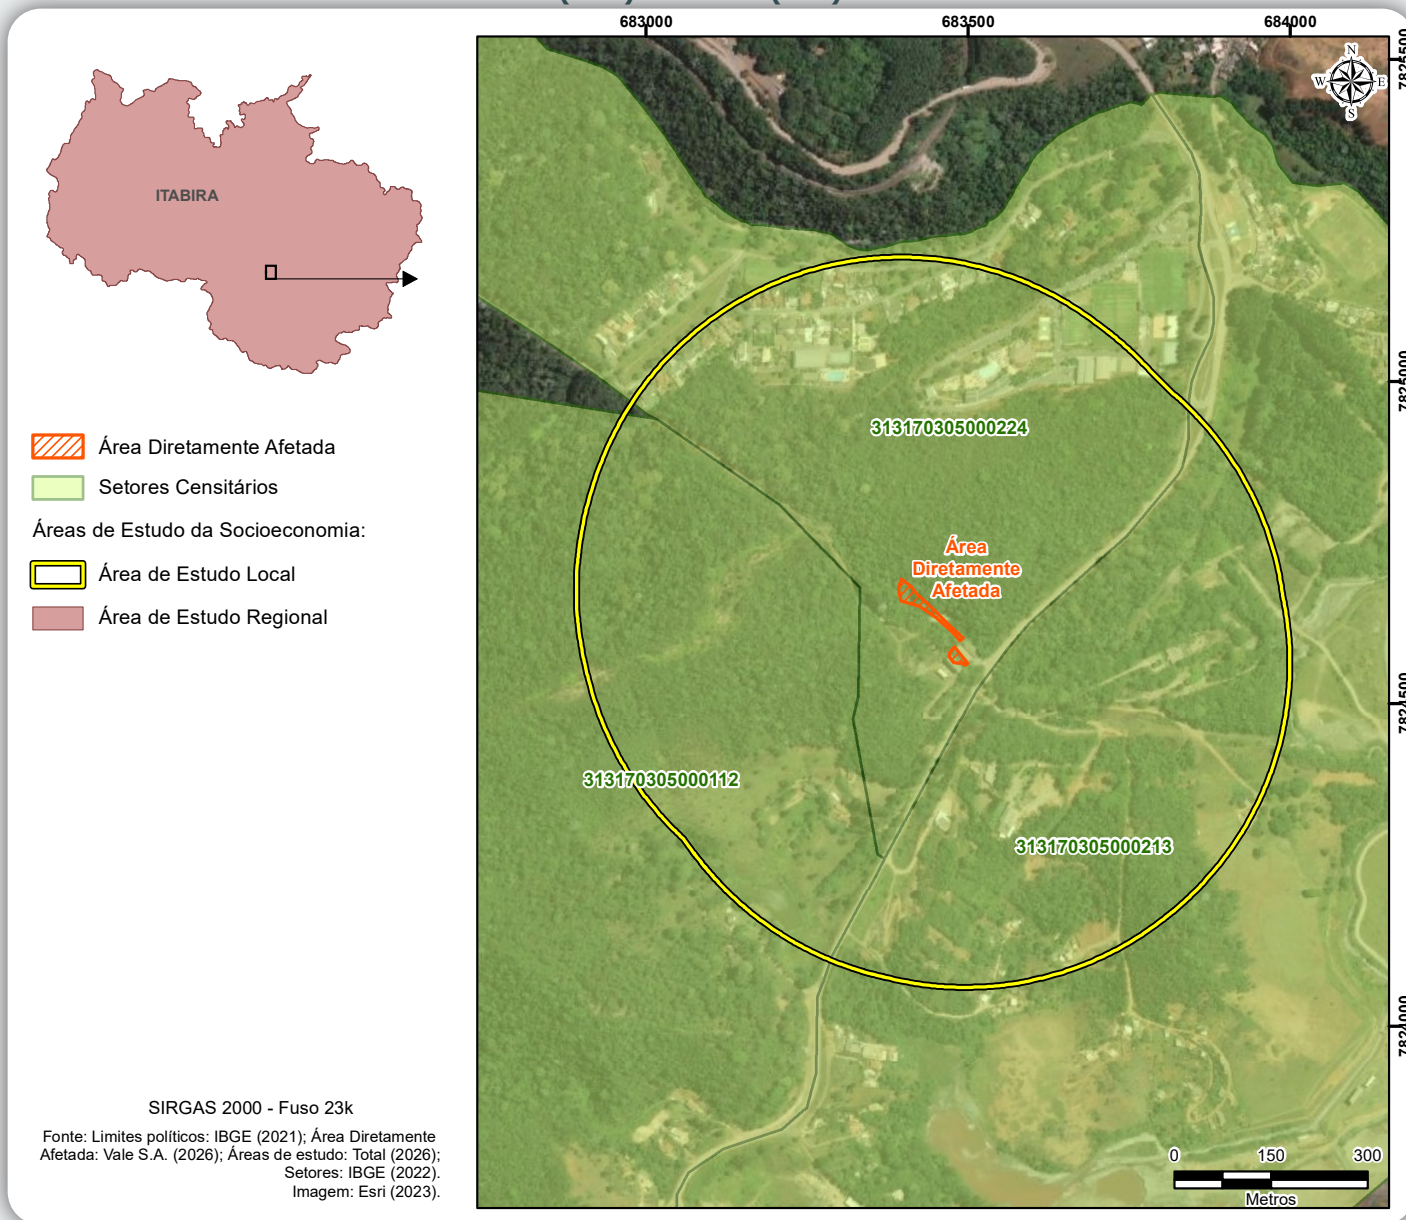 683000
683500
684000
ITABIRA
N
W
E
S
Área Diretamente Afetada
Setores Censitários
Áreas de Estudo da Socioeconomia:
Área de Estudo Local
Área de Estudo Regional
313170305000224
Área
Diretamente
Afetada
313170305000112
313170305000213
7825000
7824500
7824000
SIRGAS 2000 - Fuso 23k
Fonte: Limites políticos: IBGE (2021); Área Diretamente
Afetada: Vale S.A. (2026); Áreas de estudo: Total (2026);
Setores: IBGE (2022).
Imagem: Esri (2023).
0 150 300
Metros